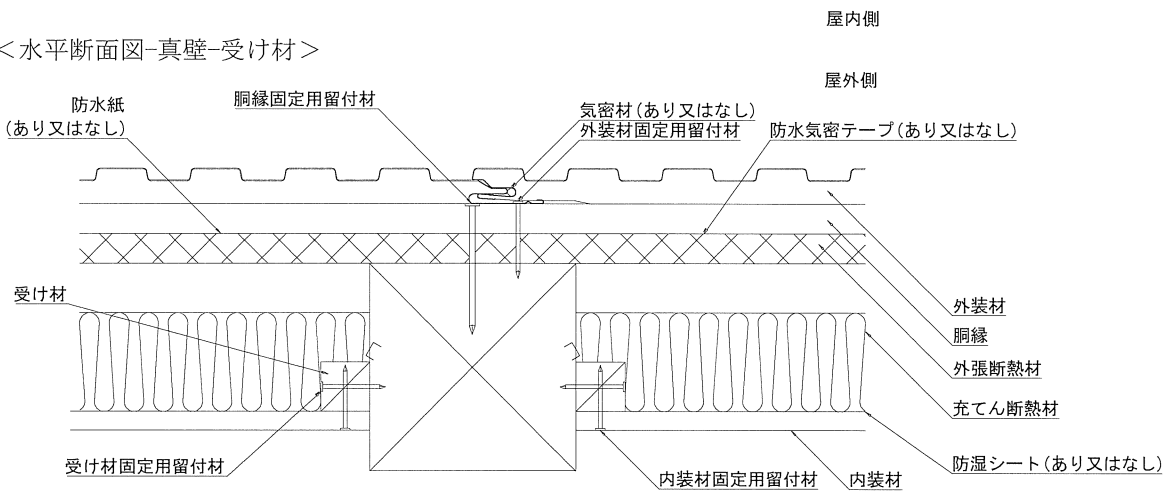 屋内側
＜水平断面図−真壁−受け材＞
屋外側
防水紙
(あり又はなし)
胴縁固定用留付材
気密材(あり又はなし)
外装材固定用留付材
防水気密テープ(あり又はなし)
受け材
外装材
胴縁
外張断熱材
充てん断熱材
防湿シート(あり又はなし)
受け材固定用留付材
内装材固定用留付材
内装材